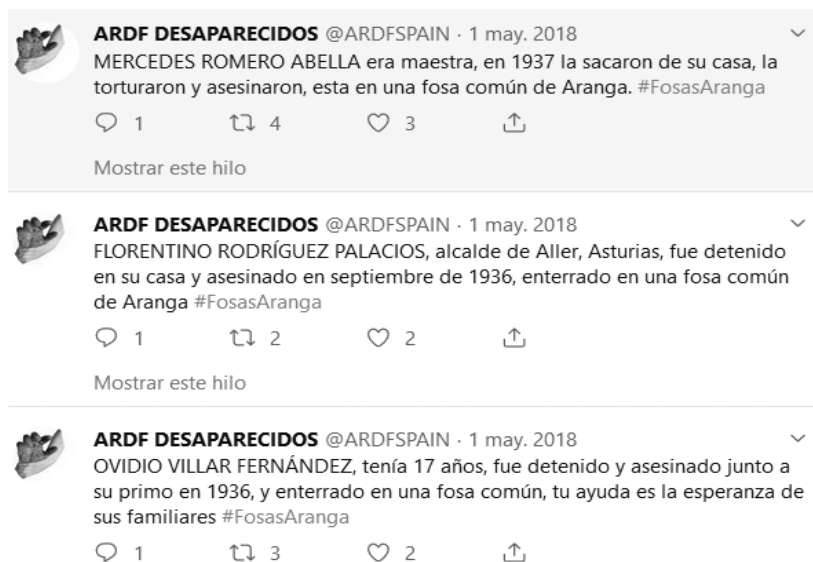 ARDF DESAPARECIDOS @ARDFSPAIN · 1 may. 2018
MERCEDES ROMERO ABELLA era maestra, en 1937 la sacaron de su casa, la
torturaron y asesinaron, esta en una fosa común de Aranga. #FosasAranga
1 4 3
Mostrar este hilo
ARDF DESAPARECIDOS @ARDFSPAIN · 1 may. 2018
FLORENTINO RODRÍGUEZ PALACIOS, alcalde de Aller, Asturias, fue detenido
en su casa y asesinado en septiembre de 1936, enterrado en una fosa común
de Aranga #FosasAranga
1 2 2
Mostrar este hilo
ARDF DESAPARECIDOS @ARDFSPAIN · 1 may. 2018
OVIDIO VILLAR FERNÁNDEZ, tenía 17 años, fue detenido y asesinado junto a
su primo en 1936, y enterrado en una fosa común, tu ayuda es la esperanza de
sus familiares #FosasAranga
1 3 2